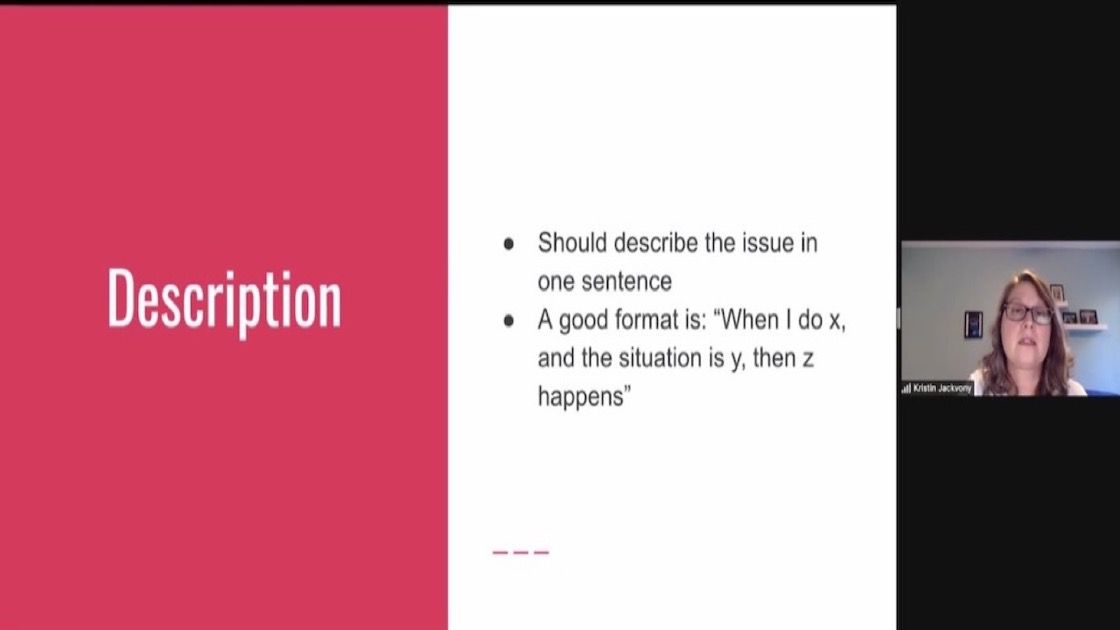 Description
● Should describe the issue in
one sentence
● A good format is: “When I do x,
and the situation is y, then z
happens”
Kristin Jackvony